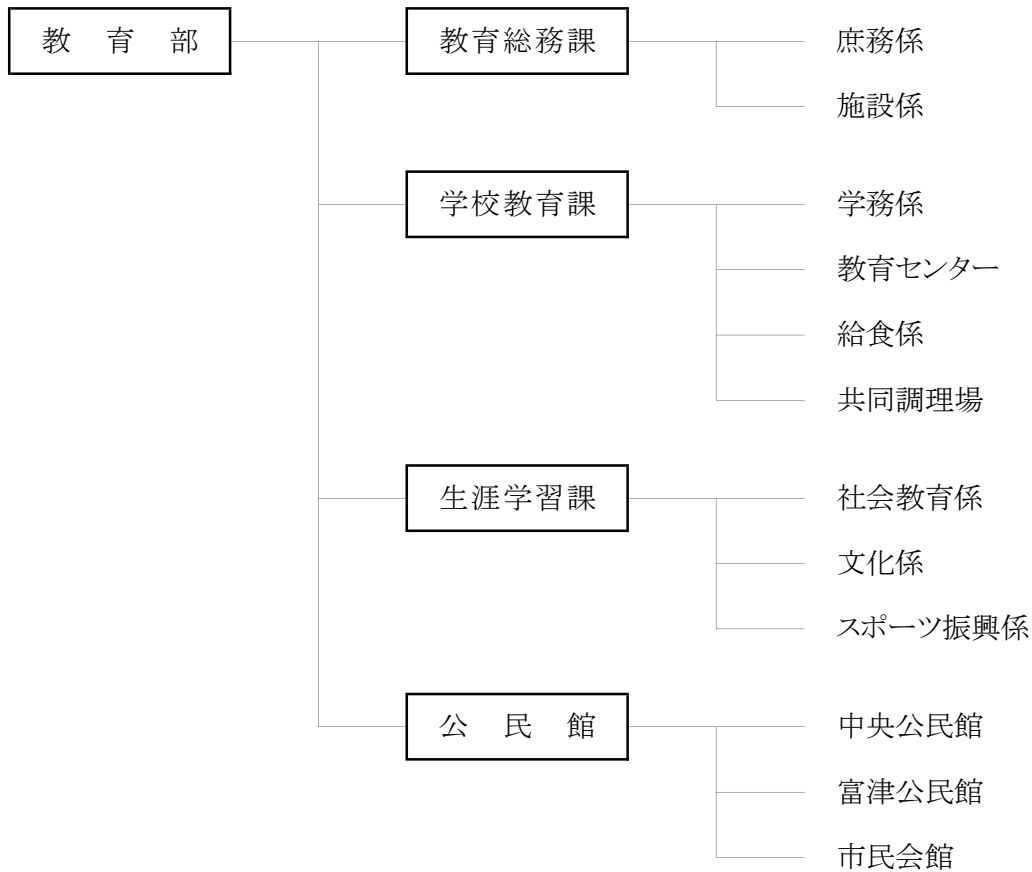 教育部
教育総務課
庶務係
施設係
学校教育課
学務係
教育センター
給食係
共同調理場
生涯学習課
社会教育係
文化係
スポーツ振興係
公民館
中央公民館
富津公民館
市民会館